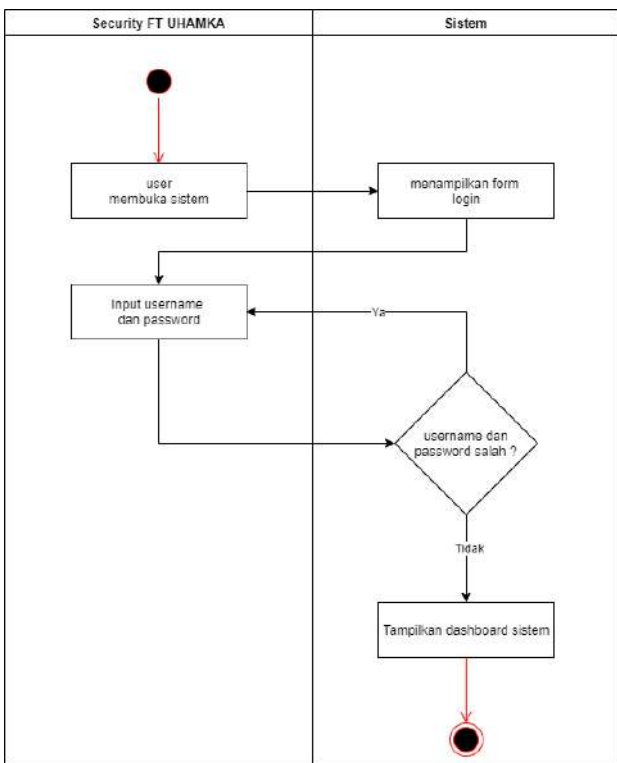 Security FT UHAMKA
Sistem
user
membuka sistem
menampilkan form
login
Input username
dan password
Ya
username dan
password salah ?
Tidak
Tampilkan dashboard sistem